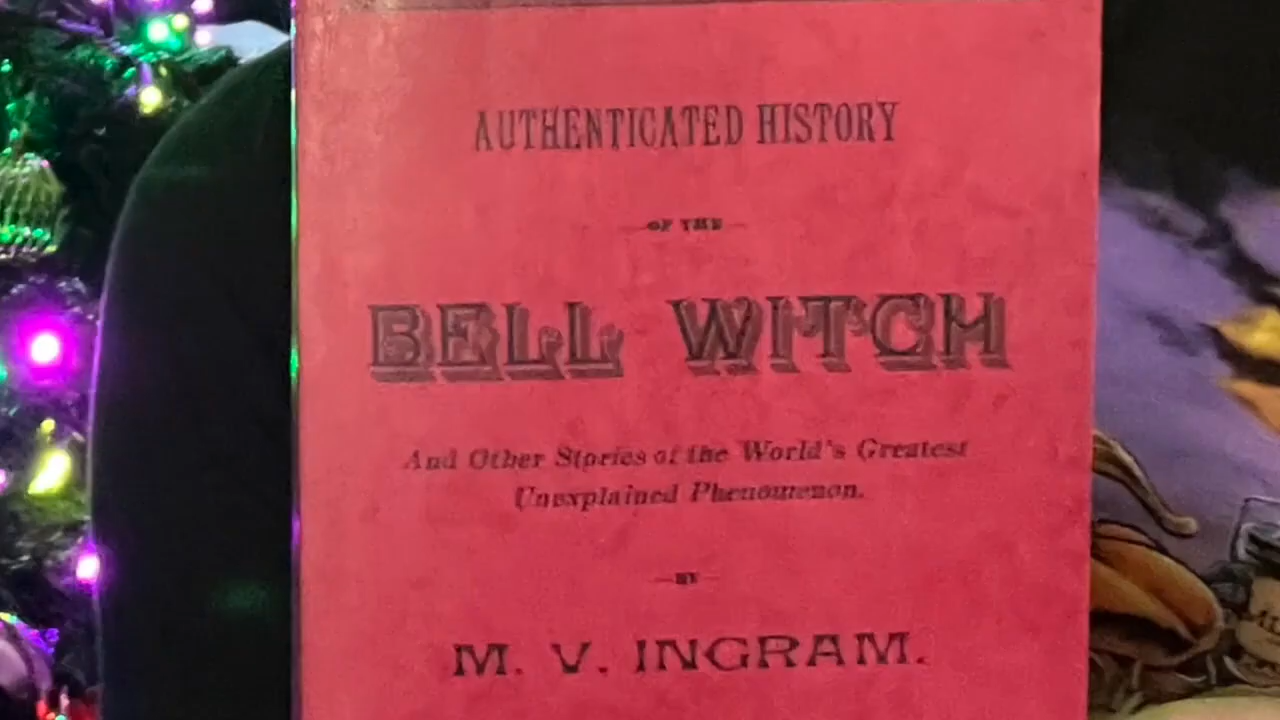 AUTHENTICATED HISTORY
OF THE
BELL WITCH
And Other Stories of the World's Greatest
Unexplained Phenomenon.
BY
M. V. INGRAM.